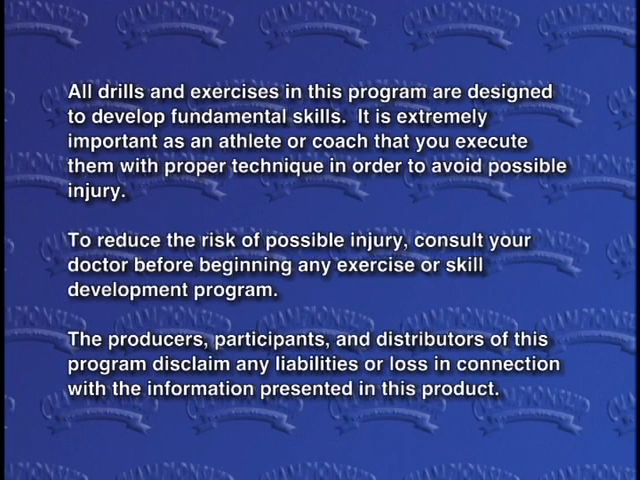 All drills and exercises in this program are designed
to develop fundamental skills.  It is extremely
important as an athlete or coach that you execute
them with proper technique in order to avoid possible
injury.
To reduce the risk of possible injury, consult your
doctor before beginning any exercise or skill
development program.
The producers, participants, and distributors of this
program disclaim any liabilities or loss in connection
with the information presented in this product.